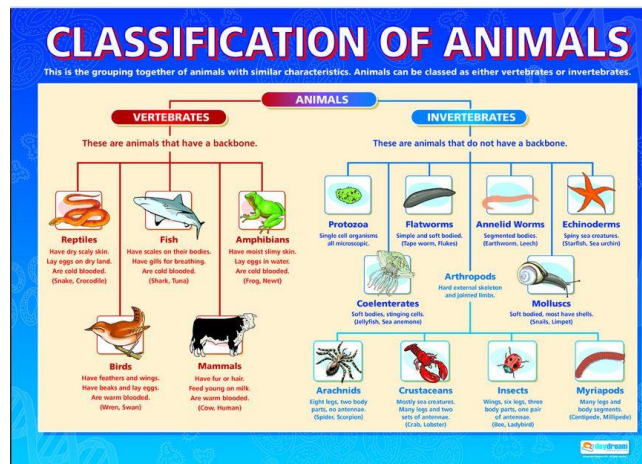 CLASSIFICATION OF ANIMALS
This is the grouping together of animals with similar characteristics. Animals can be classed as either vertebrates or invertebrates.
ANIMALS
VERTEBRATES
These are animals that have a backbone.
Reptiles
Have dry scaly skin.
Lay eggs on dry land.
Are cold blooded.
(Snake, Crocodile)
Fish
Have scales on their bodies.
Have gills for breathing.
Are cold blooded.
(Shark, Tuna)
Amphibians
Have moist slimy skin.
Lay eggs in water.
Are cold blooded.
(Frog, Newt)
Birds
Have feathers and wings.
Have beaks and lay eggs.
Are warm blooded.
(Wren, Swan)
Mammals
Have fur or hair.
Feed young on milk.
Are warm blooded.
(Cow, Human)
INVERTEBRATES
These are animals that do not have a backbone.
Protozoa
Single cell organisms
all microscopic.
Flatworms
Simple and soft bodied.
(Tape worm, Flukes)
Annelid Worms
Segmented bodies.
(Earthworm, Leech)
Echinoderms
Spiny sea creatures.
(Starfish, Sea urchin)
Coelenterates
Soft bodies, stinging cells.
(Jellyfish, Sea anemone)
Arthropods
Hard external skeleton
and jointed limbs.
Molluscs
Soft bodied, most have shells.
(Snails, Limpet)
Arachnids
Eight legs, two body
parts, no antennae.
(Spider, Scorpion)
Crustaceans
Mostly sea creatures.
Many legs and two
sets of antennae.
(Crab, Lobster)
Insects
Wings, six legs, three
body parts, one pair
of antennae.
(Bee, Ladybird)
Myriapods
Many legs and
body segments.
(Centipede, Millipede)
daydream